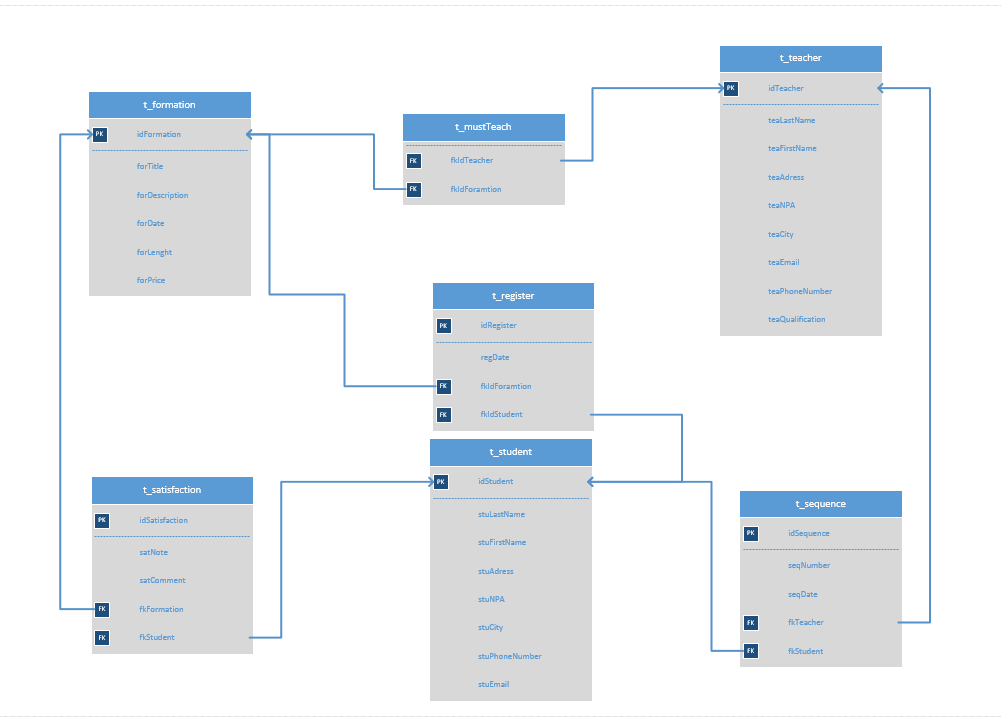 t_formation
PK idFormation
forTitle
forDescription
forDate
forLenght
forPrice
t_mustTeach
FK fkIdTeacher
FK fkIdForamtion
t_teacher
PK idTeacher
teaLastName
teaFirstName
teaAdress
teaNPA
teaCity
teaEmail
teaPhoneNumber
teaQualification
t_register
PK idRegister
regDate
FK fkIdForamtion
FK fkIdStudent
t_satisfaction
PK idSatisfaction
satNote
satComment
FK fkFormation
FK fkStudent
t_student
PK idStudent
stuLastName
stuFirstName
stuAdress
stuNPA
stuCity
stuPhoneNumber
stuEmail
t_sequence
PK idSequence
seqNumber
seqDate
FK fkTeacher
FK fkStudent